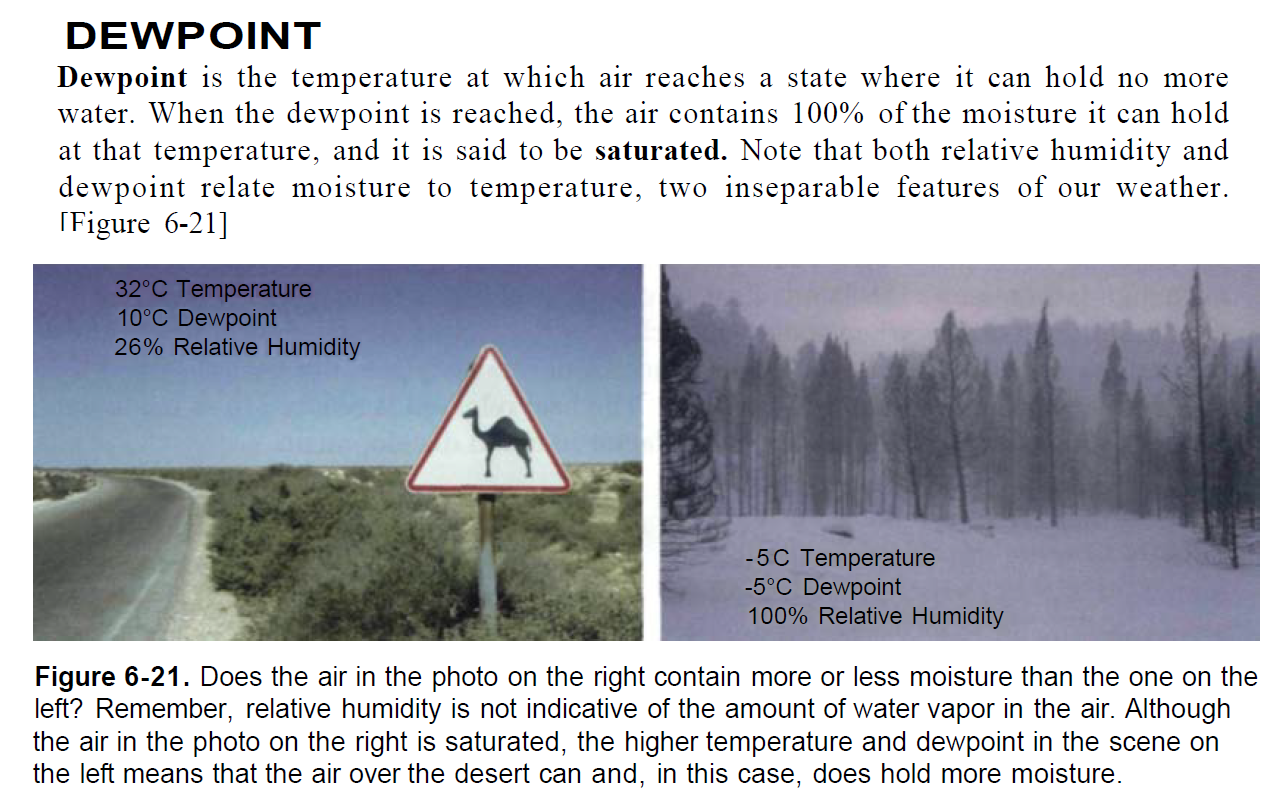 DEWPOINT
Dewpoint is the temperature at which air reaches a state where it can hold no more
water. When the dewpoint is reached, the air contains 100% of the moisture it can hold
at that temperature, and it is said to be saturated. Note that both relative humidity and
dewpoint relate moisture to temperature, two inseparable features of our weather.
[Figure 6-21]
32°C Temperature
10°C Dewpoint
26% Relative Humidity
-5C Temperature
-5°C Dewpoint
100% Relative Humidity
Figure 6-21. Does the air in the photo on the right contain more or less moisture than the one on the
left? Remember, relative humidity is not indicative of the amount of water vapor in the air. Although
the air in the photo on the right is saturated, the higher temperature and dewpoint in the scene on
the left means that the air over the desert can and, in this case, does hold more moisture.